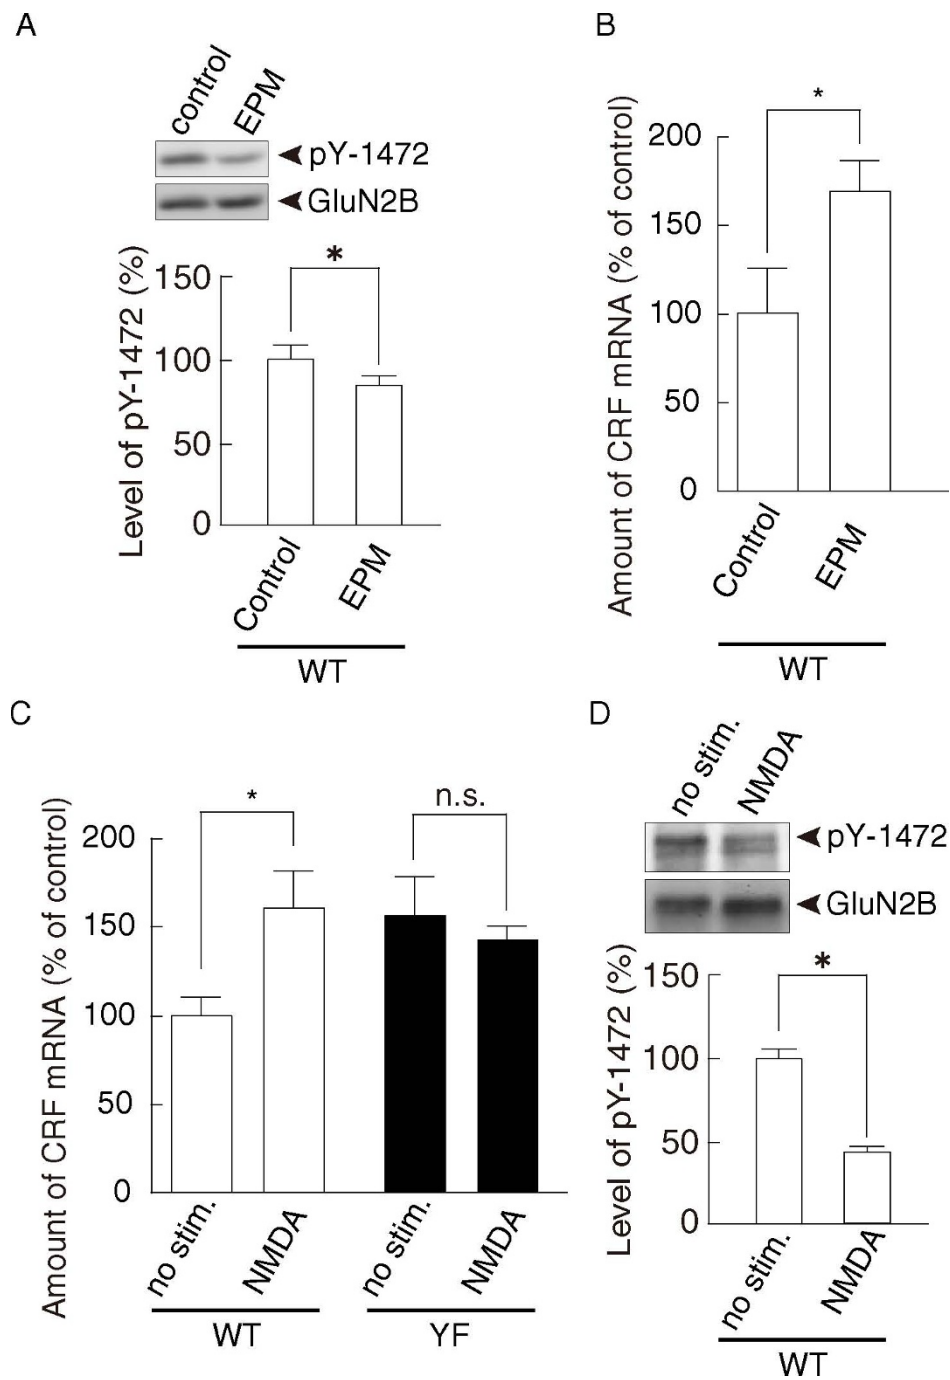 A
control
EPM
pY-1472
GluN2B
Level of pY-1472 (%)
150
100
50
0
*
Control
EPM
WT
B
Amount of CRF mRNA (% of control)
200
150
100
50
0
*
Control
EPM
WT
C
Amount of CRF mRNA (% of control)
200
150
100
50
0
*
n.s.
no stim.
NMDA
no stim.
NMDA
WT
YF
D
no stim.
NMDA
pY-1472
GluN2B
Level of pY-1472 (%)
150
100
50
0
*
no stim.
NMDA
WT